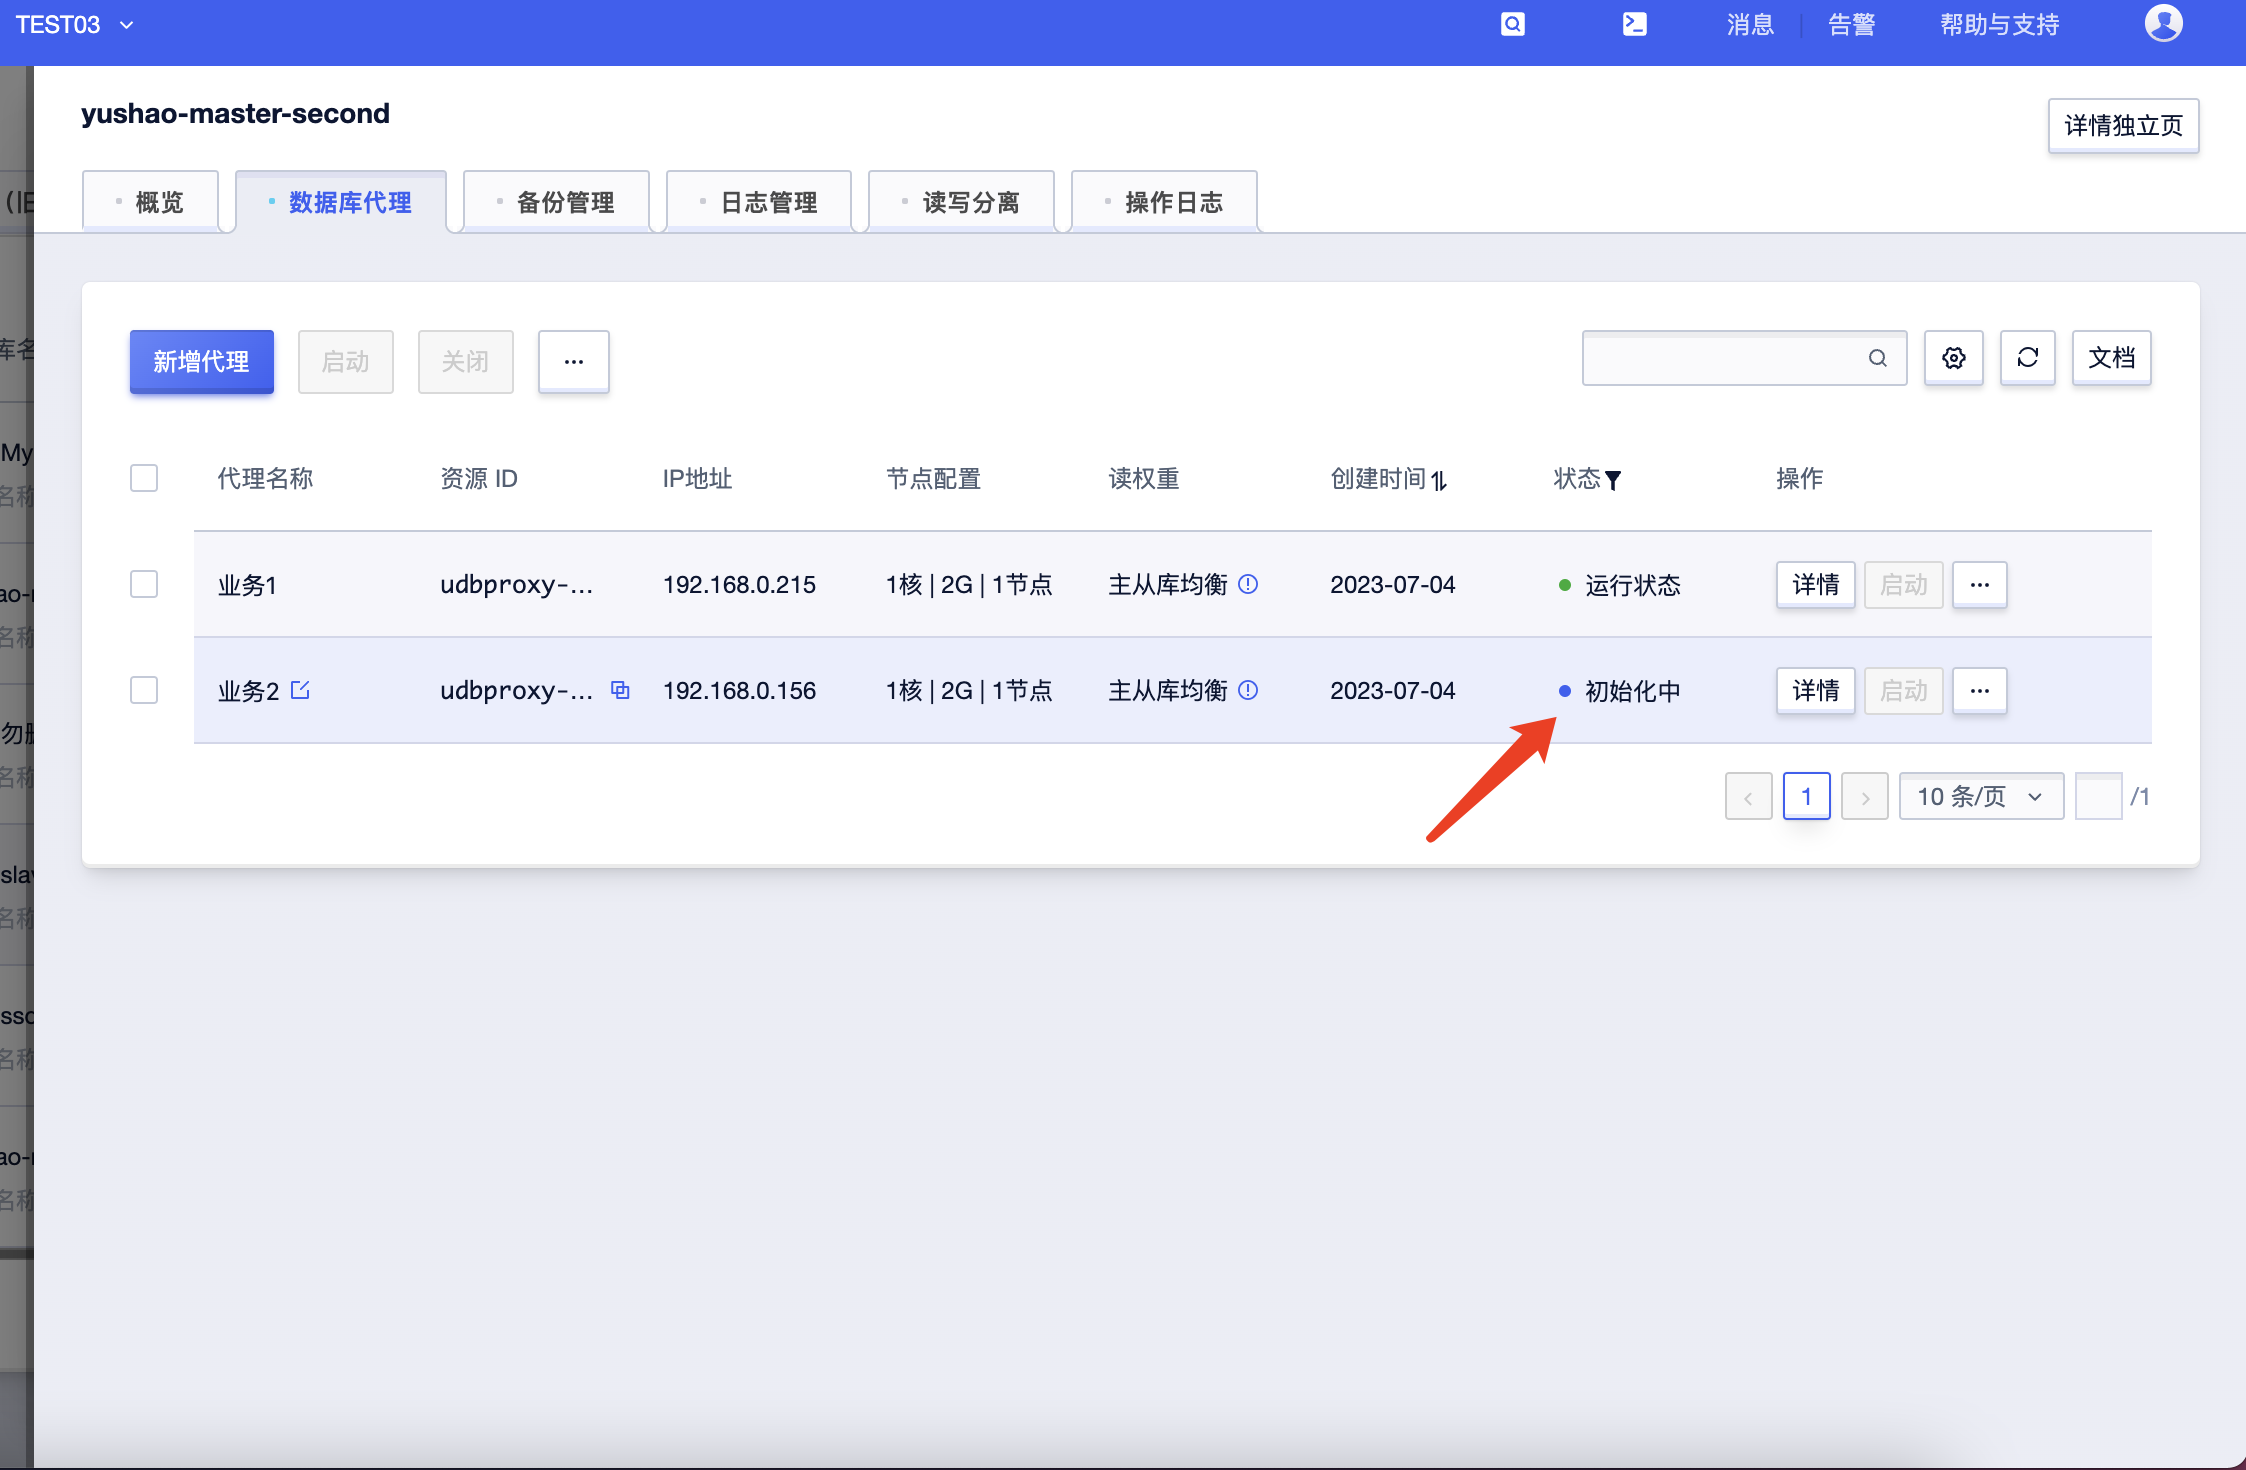 TEST03
消息 告警 帮助与支持
yushao-master-second
详情独立页
概览 数据库代理 备份管理 日志管理 读写分离 操作日志
新增代理 启动 关闭 ... 文档
代理名称 资源 ID IP地址 节点配置 读权重 创建时间 状态 操作
业务1 udbproxy-... 192.168.0.215 1核 | 2G | 1节点 主从库均衡 2023-07-04 运行状态 详情 启动 ...
业务2 udbproxy-... 192.168.0.156 1核 | 2G | 1节点 主从库均衡 2023-07-04 初始化中 详情 启动 ...
1 10 条/页 /1
库名
My
名称
名称
名称
名称
名称
名称